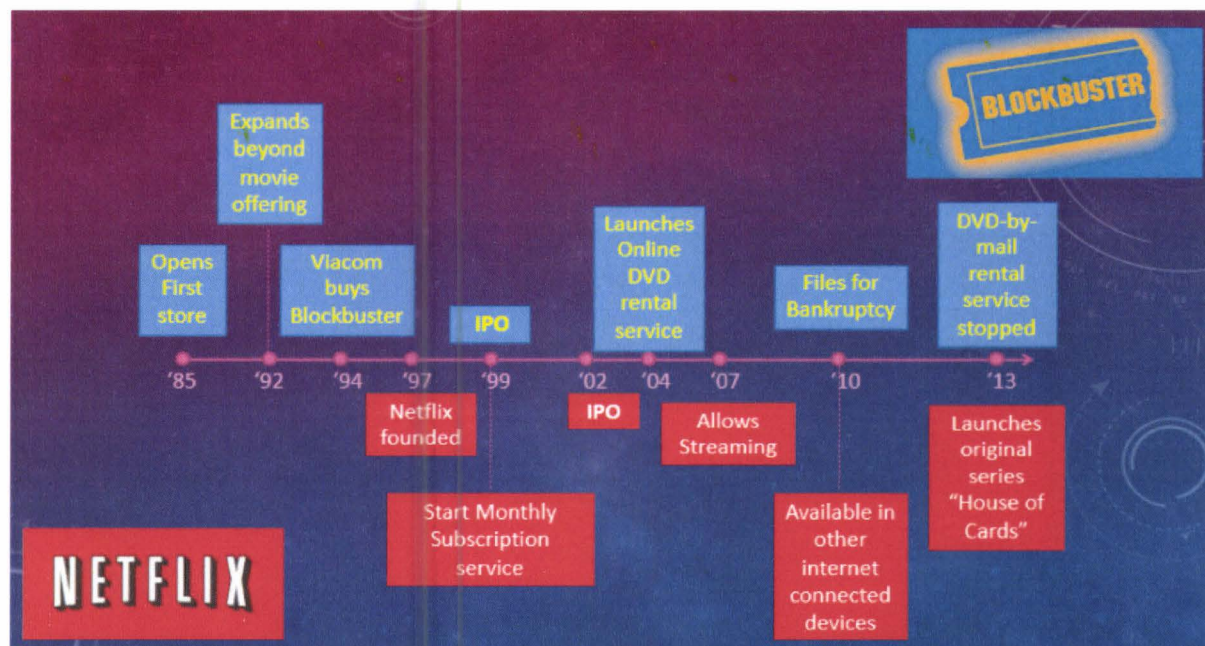 BLOCKBUSTER
Expands
beyond
movie
offering
Opens
First
store
Viacom
buys
Blockbuster
IPO
Launches
Online
DVD
rental
service
Files for
Bankruptcy
DVD-by-
mail
rental
service
stopped
‘85 ‘92 ‘94 ‘97 ‘99 ‘02 ‘04 ‘07 ‘10 ‘13
Netflix
founded
IPO
Allows
Streaming
Launches
original
series
“House of
Cards”
Start Monthly
Subscription
service
Available in
other
internet
connected
devices
NETFLIX